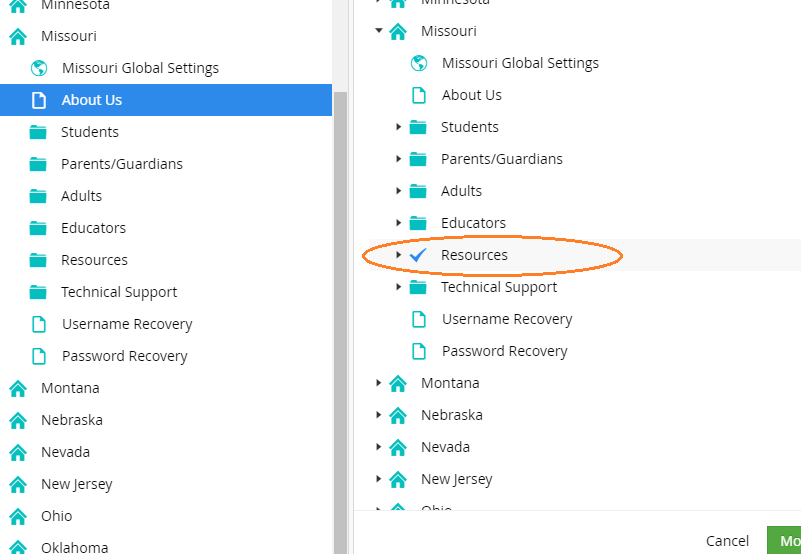 Minnesota
Missouri
Missouri Global Settings
About Us
Students
Parents/Guardians
Adults
Educators
Resources
Technical Support
Username Recovery
Password Recovery
Montana
Nebraska
Nevada
New Jersey
Ohio
Oklahoma
Minnesota
Missouri
Missouri Global Settings
About Us
Students
Parents/Guardians
Adults
Educators
Resources
Technical Support
Username Recovery
Password Recovery
Montana
Nebraska
Nevada
New Jersey
Ohio
Cancel
Mo